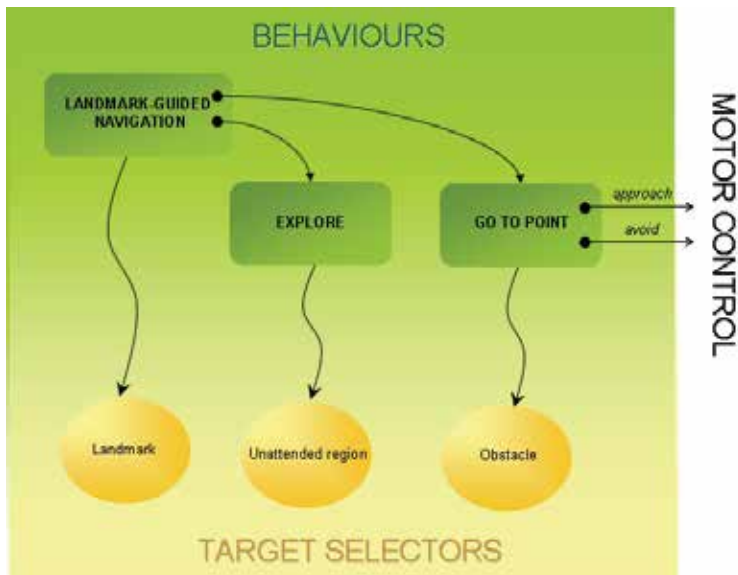 BEHAVIOURS
LANDMARK-GUIDED
NAVIGATION
EXPLORE
GO TO POINT
approach
avoid
MOTOR CONTROL
Landmark
Unattended region
Obstacle
TARGET SELECTORS